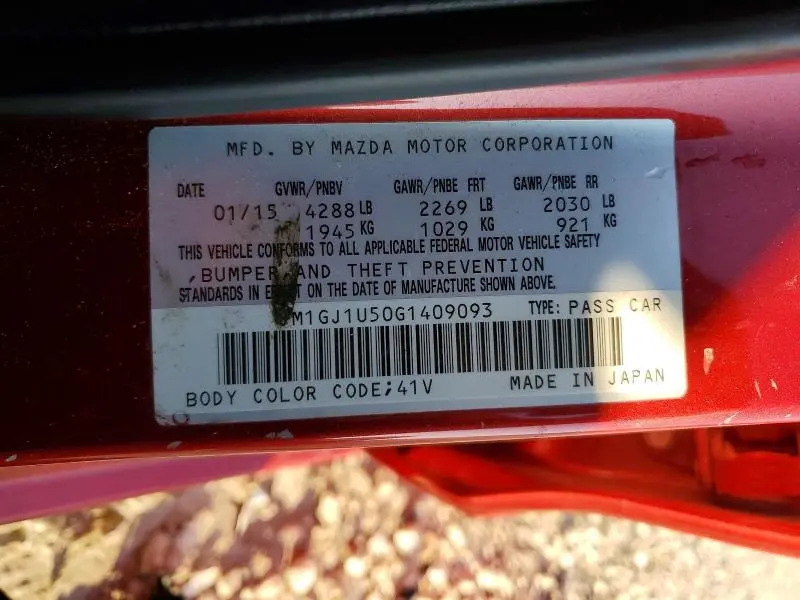 MFD. BY MAZDA MOTOR CORPORATION
DATE GVWR/PNBV GAWR/PNBE FRT GAWR/PNBE RR
01/15 4288 LB 2269 LB 2030 LB
1945 KG 1029 KG 921 KG
THIS VEHICLE CONFORMS TO ALL APPLICABLE FEDERAL MOTOR VEHICLE SAFETY
,BUMPER AND THEFT PREVENTION
STANDARDS IN EFFECT ON THE DATE OF MANUFACTURE SHOWN ABOVE.
M1GJ1U50G1409093 TYPE: PASS CAR
BODY COLOR CODE;41V MADE IN JAPAN